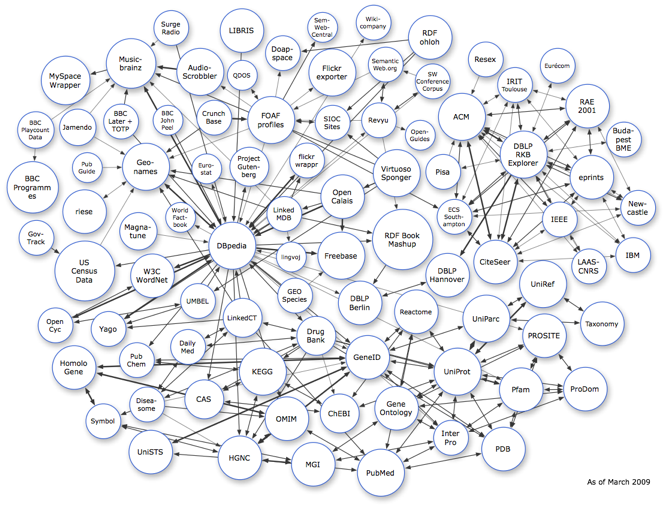 Surge
Radio
LIBRIS
Sem-
Web-
Central
Wiki-
company
RDF
ohloh
Doap-
space
Music-
brainz
Audio-
Scrobbler
MySpace
Wrapper
QDOS
Flickr
exporter
Semantic
Web.org
SW
Conference
Corpus
Resex
IRIT
Toulouse
Eurécom
RAE
2001
BBC
Playcount
Data
Jamendo
BBC
Later +
TOTP
BBC
John
Peel
Crunch
Base
FOAF
profiles
SIOC
Sites
Revyu
Open-
Guides
ACM
DBLP
RKB
Explorer
Buda-
pest
BME
Pub
Guide
Geo-
names
Euro-
stat
Project
Guten-
berg
flickr
wrappr
Virtuoso
Sponger
Pisa
eprints
BBC
Programm
es
riese
World
Fact-
book
Magna-
tune
Linked
MDB
Open
Calais
RDF Book
Mashup
ECS
South-
ampton
IEEE
New-
castle
Gov-
Track
US
Census
Data
W3C
WordNet
DBpedia
lingvoj
Freebase
CiteSeer
LAAS-
CNRS
IBM
DBLP
Hannover
UniRef
GEO
Species
DBLP
Berlin
UMBEL
Open
Cyc
Yago
LinkedCT
Reactome
UniParc
Taxonomy
Drug
Bank
PROSITE
Daily
Med
Homolo
Gene
Pub
Chem
KEGG
GeneID
UniProt
Pfam
ProDom
Disea-
some
CAS
ChEBI
Gene
Ontology
Symbol
OMIM
Inter
Pro
PDB
UniSTS
HGNC
MGI
PubMed
As of March 2009